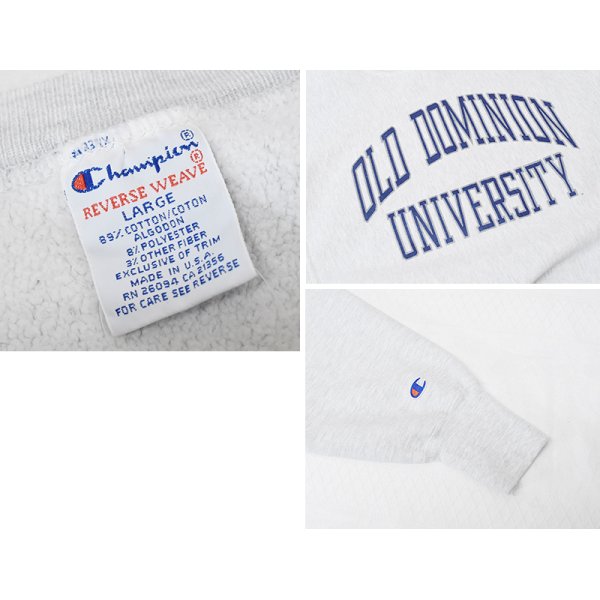 Champion®
REVERSE WEAVE®
LARGE
89% COTTON/COTON
ALGODON
8% POLYESTER
3% OTHER FIBER
EXCLUSIVE OF TRIM
MADE IN U.S.A.
RN 26094 CA 21356
FOR CARE SEE REVERSE
OLD DOMINION
UNIVERSITY